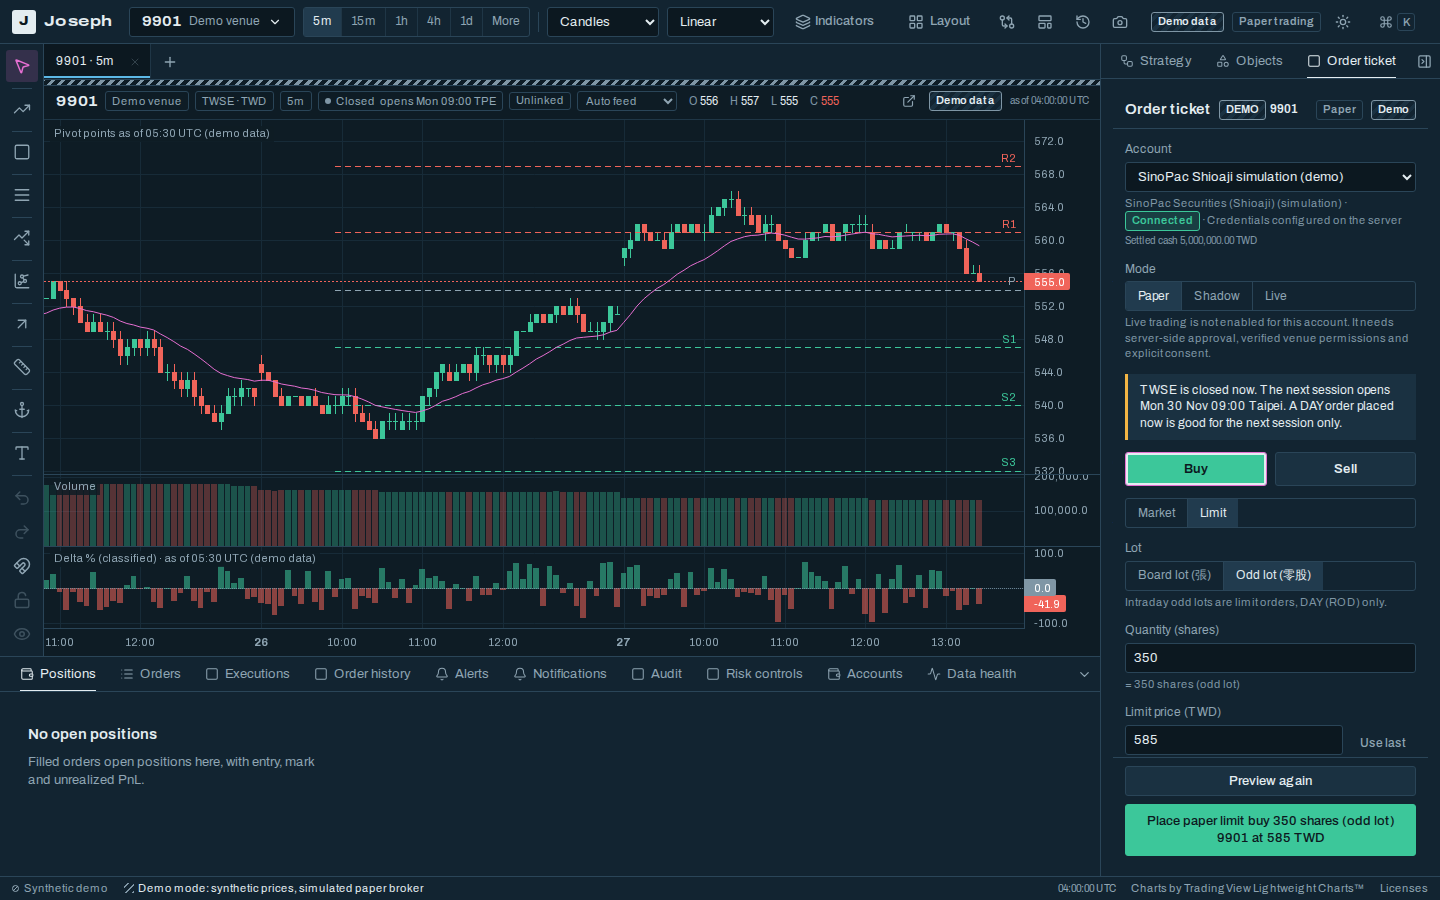 J Joseph
9901 Demo venue
5m 15m 1h 4h 1d More
Candles
Linear
Indicators
Layout
Demo data
Paper trading
⌘ K
9901 · 5m
Strategy
Objects
Order ticket
9901 Demo venue TWSE · TWD 5m Closed opens Mon 09:00 TPE Unlinked Auto feed O 556 H 557 L 555 C 555 Demo data as of 04:00:00 UTC
Pivot points as of 05:30 UTC (demo data)
572.0
R2
568.0
564.0
R1
560.0
556.0
P
555.0
552.0
S1
548.0
544.0
S2
540.0
536.0
S3
532.0
Volume
200,000.0
100,000.0
Delta % (classified) · as of 05:30 UTC (demo data)
100.0
0.0
-41.9
-100.0
11:00 12:00 26 10:00 11:00 12:00 27 10:00 11:00 12:00 13:00
Order ticket DEMO 9901 Paper Demo
Account
SinoPac Shioaji simulation (demo)
SinoPac Securities (Shioaji) (simulation) ·
Connected · Credentials configured on the server
Settled cash 5,000,000.00 TWD
Mode
Paper Shadow Live
Live trading is not enabled for this account. It needs
server-side approval, verified venue permissions and
explicit consent.
TWSE is closed now. The next session opens
Mon 30 Nov 09:00 Taipei. A DAY order placed
now is good for the next session only.
Buy Sell
Market Limit
Lot
Board lot (張) Odd lot (零股)
Intraday odd lots are limit orders, DAY (ROD) only.
Quantity (shares)
350
= 350 shares (odd lot)
Limit price (TWD)
585
Use last
Preview again
Place paper limit buy 350 shares (odd lot)
9901 at 585 TWD
Positions Orders Executions Order history Alerts Notifications Audit Risk controls Accounts Data health
No open positions
Filled orders open positions here, with entry, mark
and unrealized PnL.
Synthetic demo
Demo mode: synthetic prices, simulated paper broker
04:00:00 UTC
Charts by TradingView Lightweight Charts™
Licenses